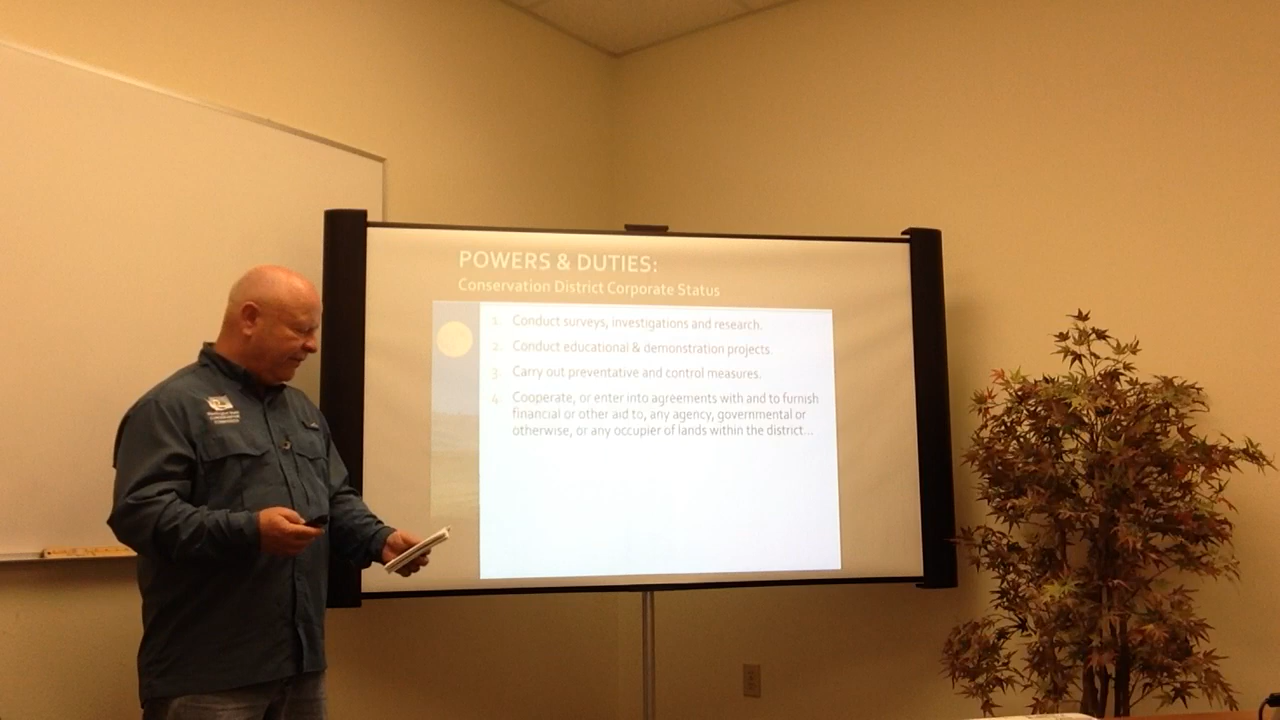 POWERS & DUTIES:
Conservation District Corporate Status
1. Conduct surveys, investigations and research.
2. Conduct educational & demonstration projects.
3. Carry out preventative and control measures.
4. Cooperate, or enter into agreements with and to furnish
financial or other aid to, any agency, governmental or
otherwise, or any occupier of lands within the district...